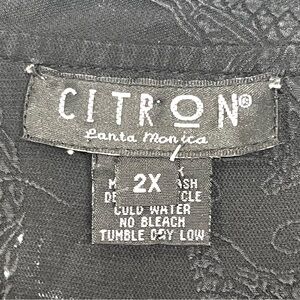 CITRON®
Santa Monica
2X
COLD WATER
NO BLEACH
TUMBLE DRY LOW